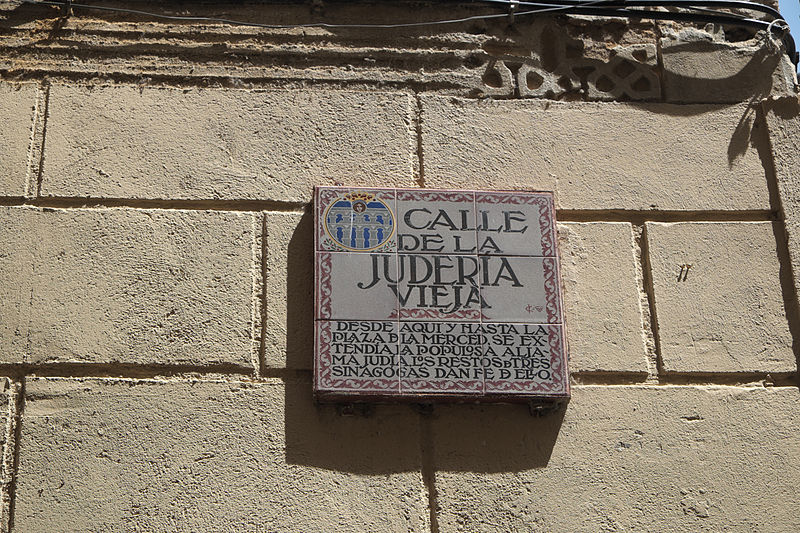 CALLE
DE LA
JUDERIA
VIEJA
DESDE AQUI Y HASTA LA
PLAZA D LA MERCED, SE EX-
TENDIA LA POPULOSA ALJA-
MA JUDIA LOS RESTOS D TRES
SINAGOGAS DAN FE D ELLO